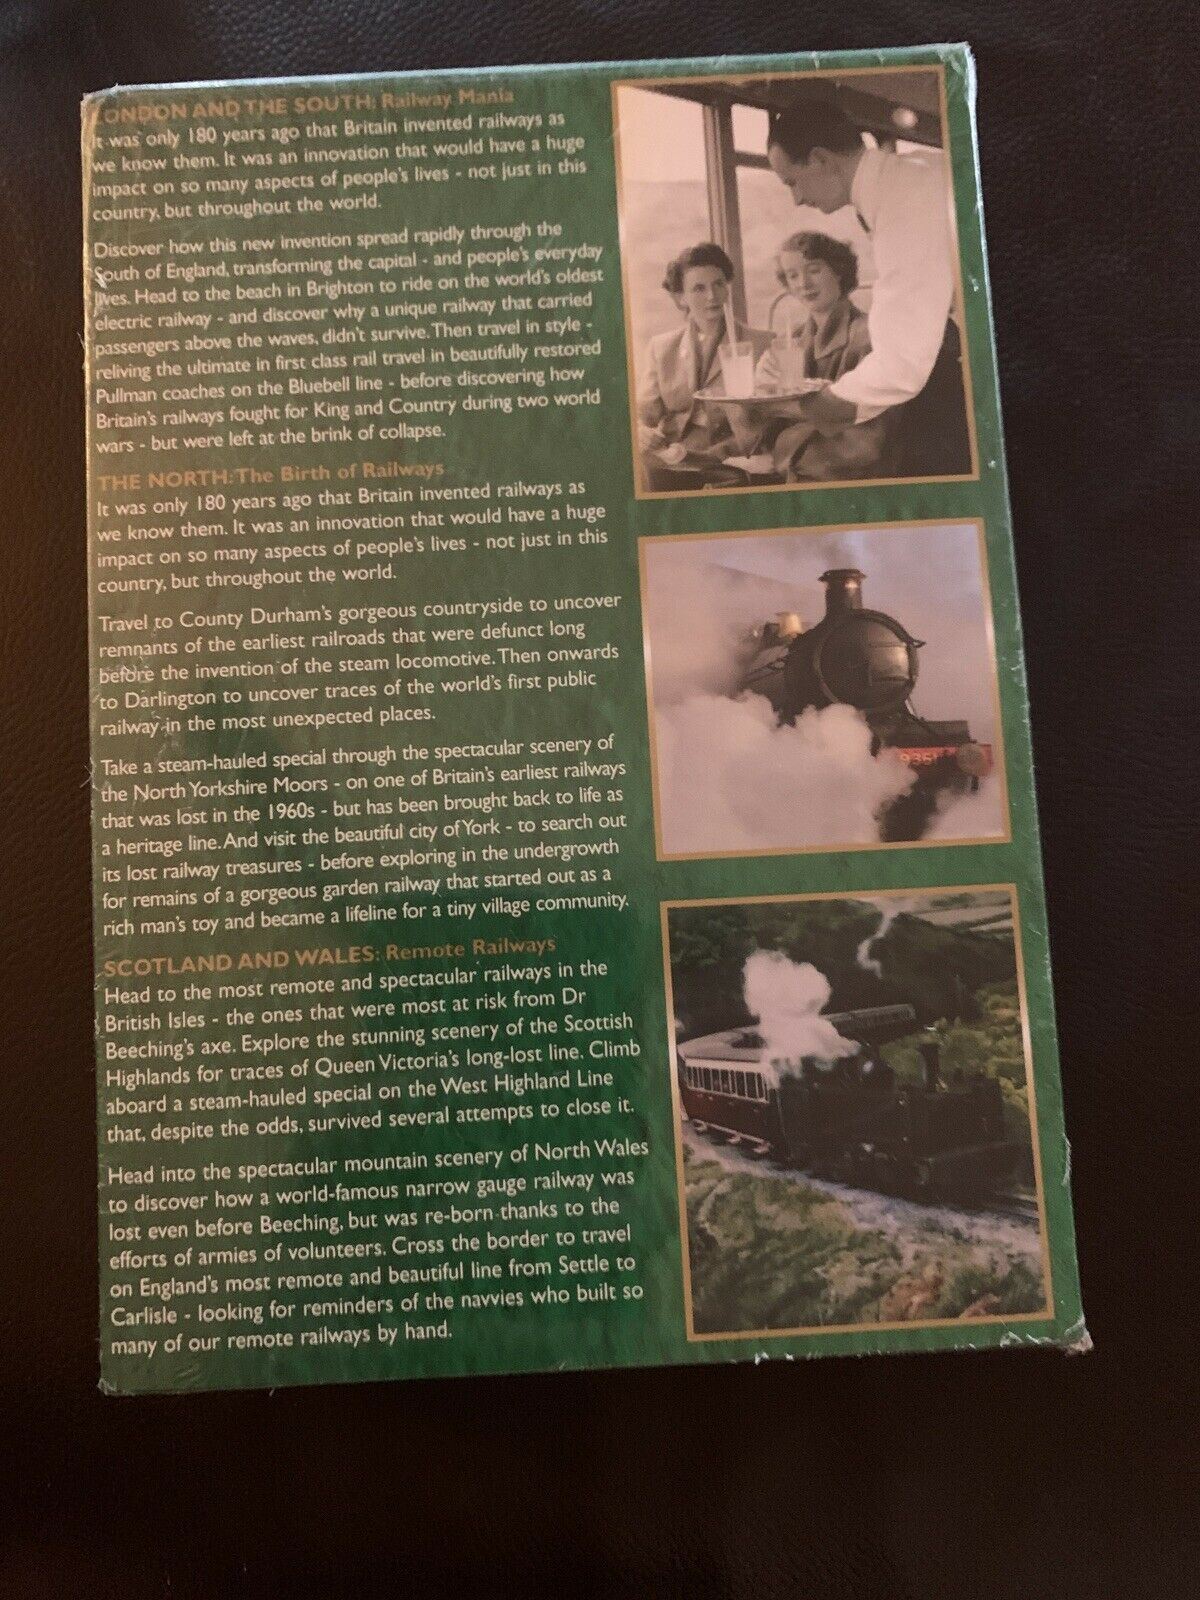 LONDON AND THE SOUTH: Railway Mania
It was only 180 years ago that Britain invented railways as
we know them. It was an innovation that would have a huge
impact on so many aspects of people's lives - not just in this
country, but throughout the world.
Discover how this new invention spread rapidly through the
South of England, transforming the capital - and people's everyday
lives. Head to the beach in Brighton to ride on the world's oldest
electric railway - and discover why a unique railway that carried
passengers above the waves, didn't survive. Then travel in style -
reliving the ultimate in first class rail travel in beautifully restored
Pullman coaches on the Bluebell line - before discovering how
Britain's railways fought for King and Country during two world
wars - but were left at the brink of collapse.
THE NORTH: The Birth of Railways
It was only 180 years ago that Britain invented railways as
we know them. It was an innovation that would have a huge
impact on so many aspects of people's lives - not just in this
country, but throughout the world.
Travel to County Durham's gorgeous countryside to uncover
remnants of the earliest railroads that were defunct long
before the invention of the steam locomotive. Then onwards
to Darlington to uncover traces of the world's first public
railway in the most unexpected places.
Take a steam-hauled special through the spectacular scenery of
the North Yorkshire Moors - on one of Britain's earliest railways
that was lost in the 1960s - but has been brought back to life as
a heritage line. And visit the beautiful city of York - to search out
its lost railway treasures - before exploring in the undergrowth
for remains of a gorgeous garden railway that started out as a
rich man's toy and became a lifeline for a tiny village community.
SCOTLAND AND WALES: Remote Railways
Head to the most remote and spectacular railways in the
British Isles - the ones that were most at risk from Dr
Beeching's axe. Explore the stunning scenery of the Scottish
Highlands for traces of Queen Victoria's long-lost line. Climb
aboard a steam-hauled special on the West Highland Line
that, despite the odds, survived several attempts to close it.
Head into the spectacular mountain scenery of North Wales
to discover how a world-famous narrow gauge railway was
lost even before Beeching, but was re-born thanks to the
efforts of armies of volunteers. Cross the border to travel
on England's most remote and beautiful line from Settle to
Carlisle - looking for reminders of the navvies who built so
many of our remote railways by hand.